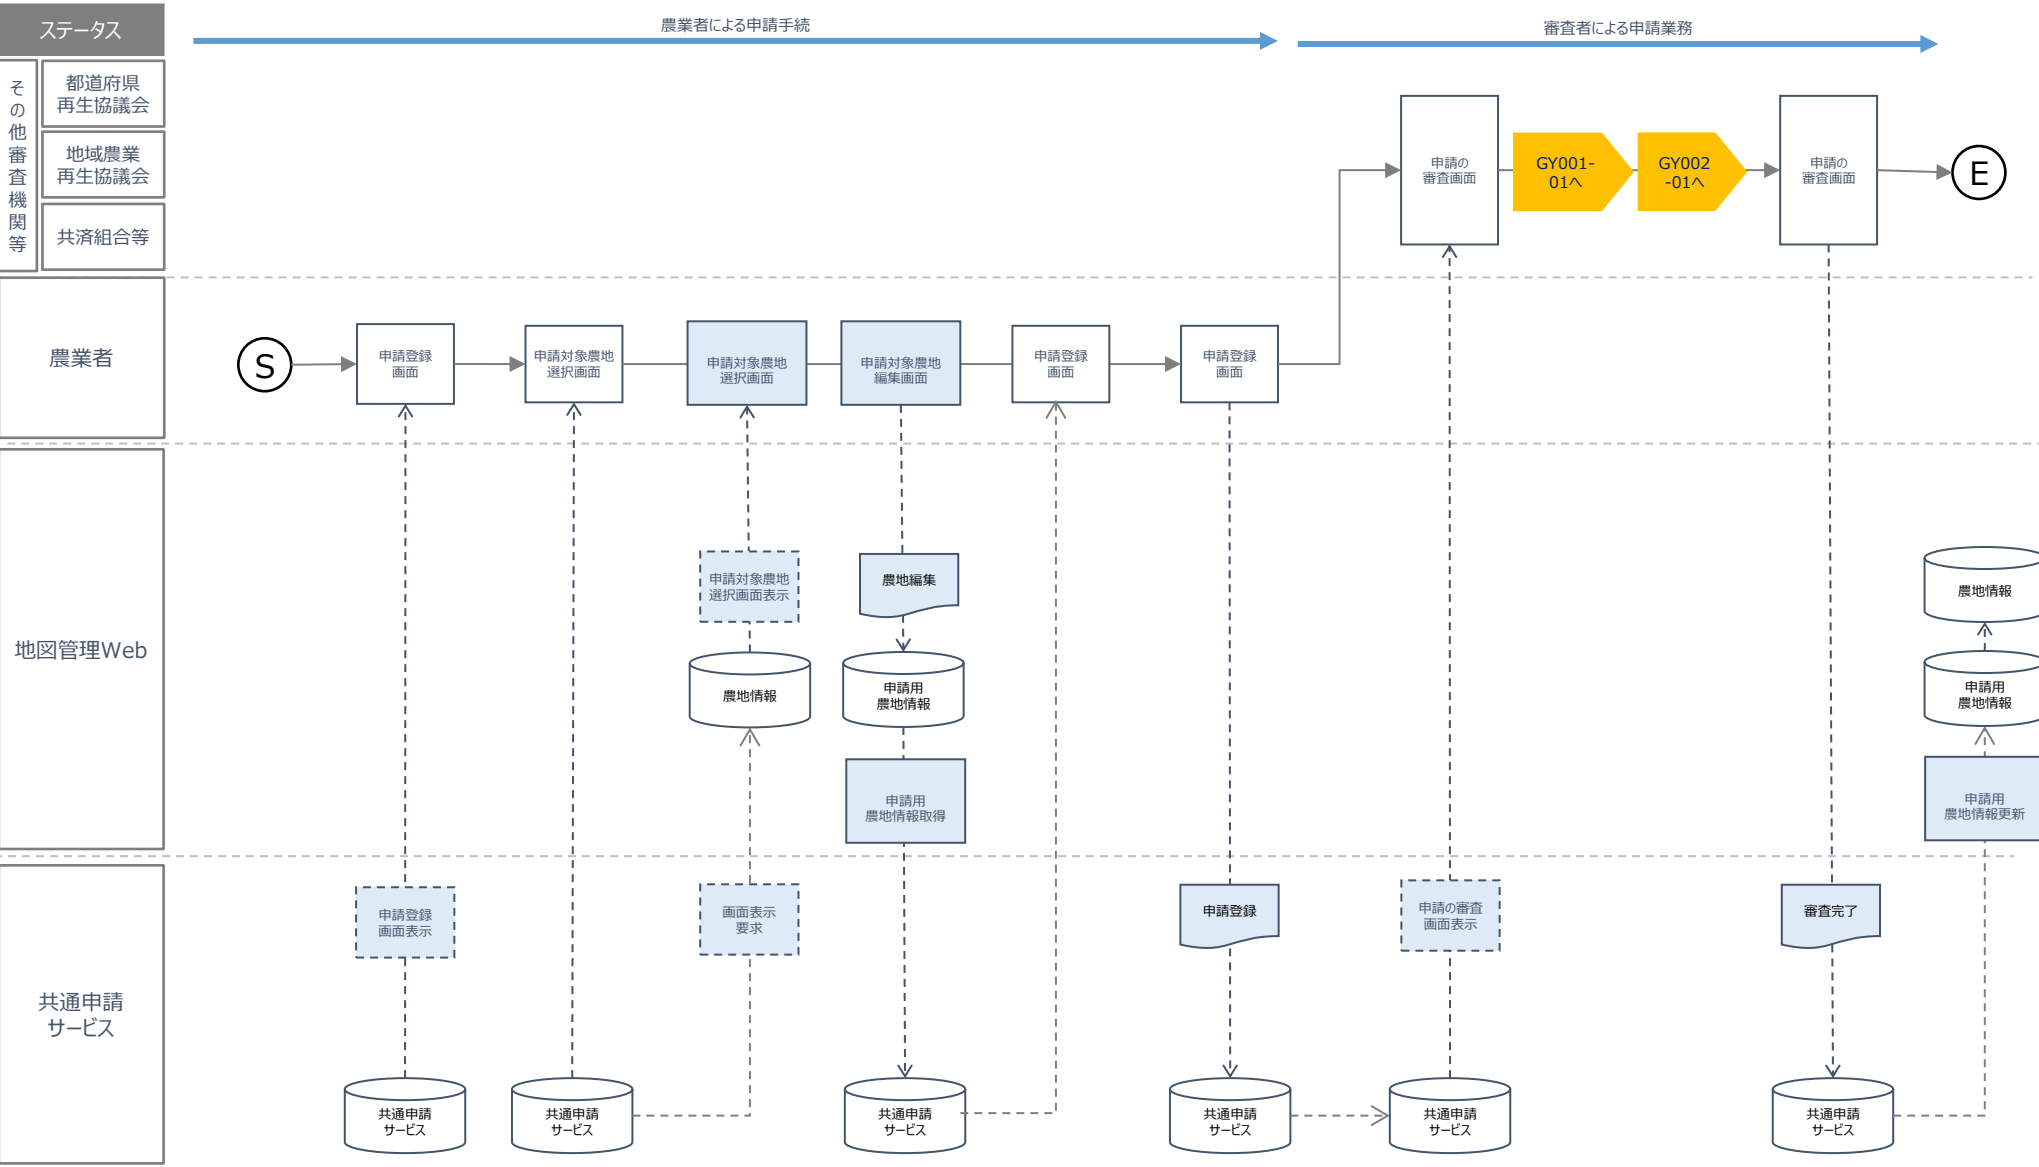 ステータス
農業者による申請手続
審査者による申請業務
その他審査機関等
都道府県
再生協議会
地域農業
再生協議会
共済組合等
申請の
審査画面
GY001-
01へ
GY002
-01へ
申請の
審査画面
E
農業者
S
申請登録
画面
申請対象農地
選択画面
申請対象農地
選択画面
申請対象農地
編集画面
申請登録
画面
申請登録
画面
地図管理Web
申請対象農地
選択画面表示
農地編集
農地情報
農地情報
申請用
農地情報
申請用
農地情報
申請用
農地情報取得
申請用
農地情報更新
共通申請
サービス
申請登録
画面表示
画面表示
要求
申請登録
申請の審査
画面表示
審査完了
共通申請
サービス
共通申請
サービス
共通申請
サービス
共通申請
サービス
共通申請
サービス
共通申請
サービス